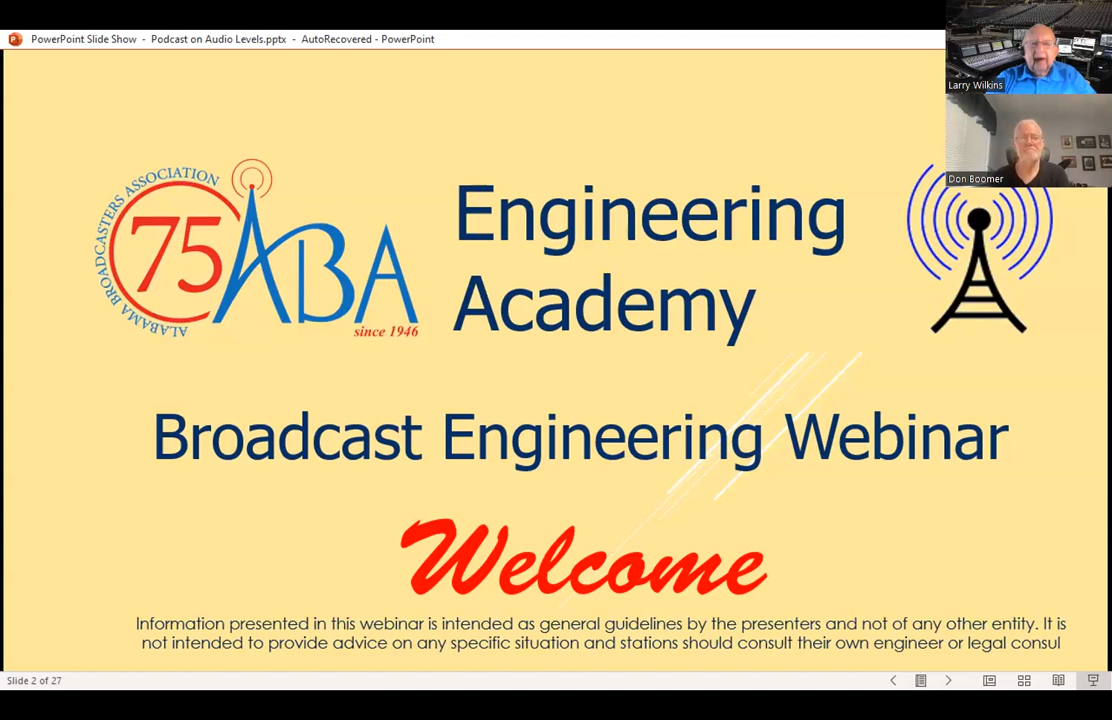 PowerPoint Slide Show - Podcast on Audio Levels.pptx - AutoRecovered - PowerPoint
Larry Wilkins
Don Boomer
ALABAMA BROADCASTERS ASSOCIATION
75
ABA
since 1946
Engineering
Academy
Broadcast Engineering Webinar
Welcome
Information presented in this webinar is intended as general guidelines by the presenters and not of any other entity. It is
not intended to provide advice on any specific situation and stations should consult their own engineer or legal consul
Slide 2 of 27